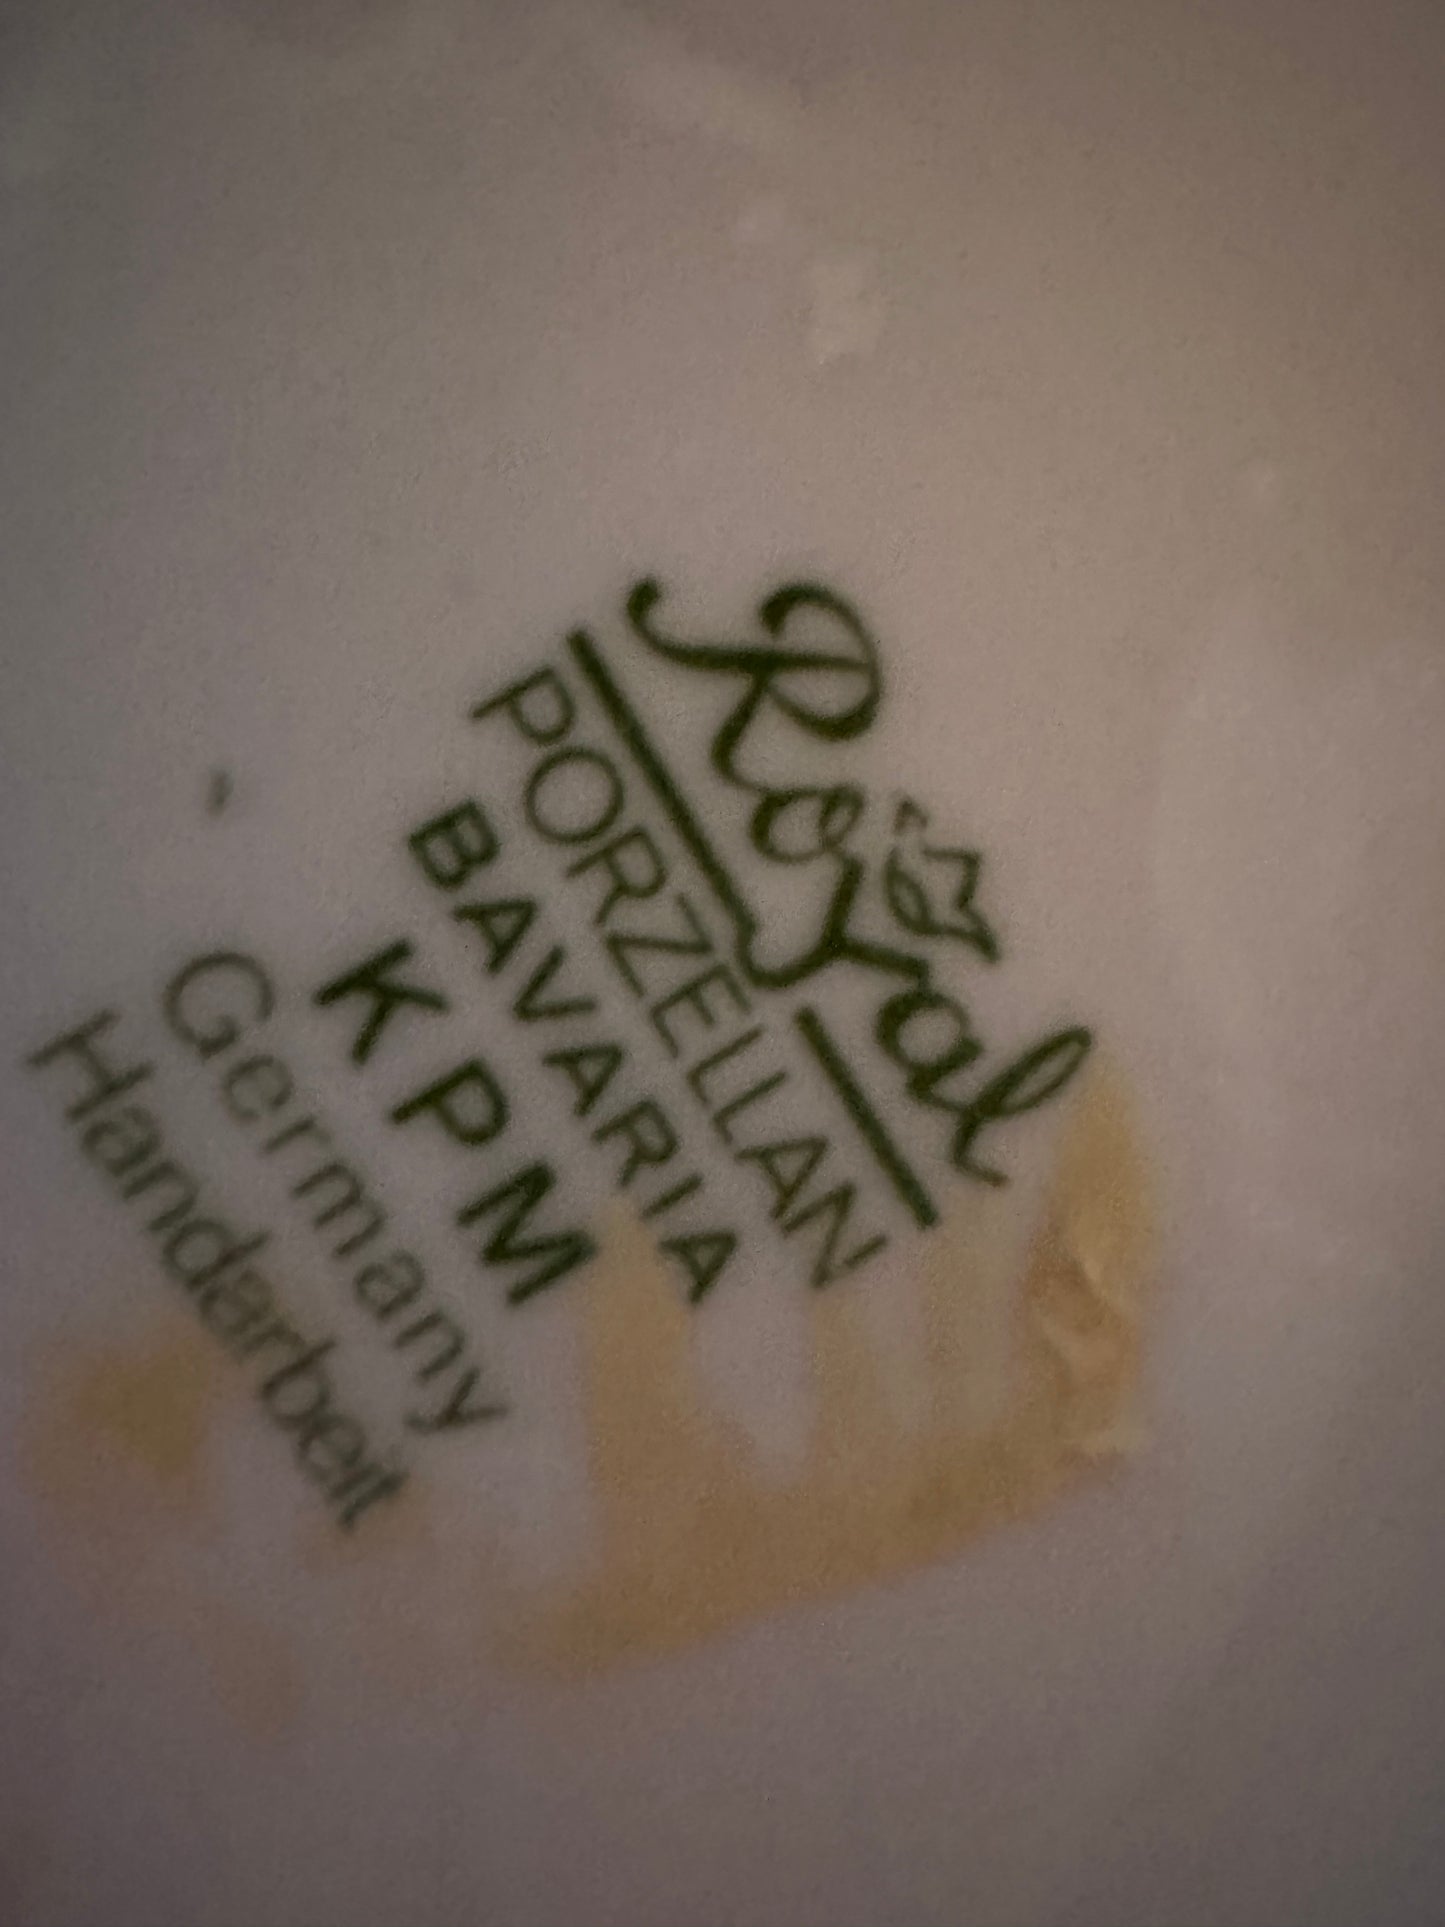 Royal
PORZELLAN
BAVARIA
KPM
Germany
Handarbeit